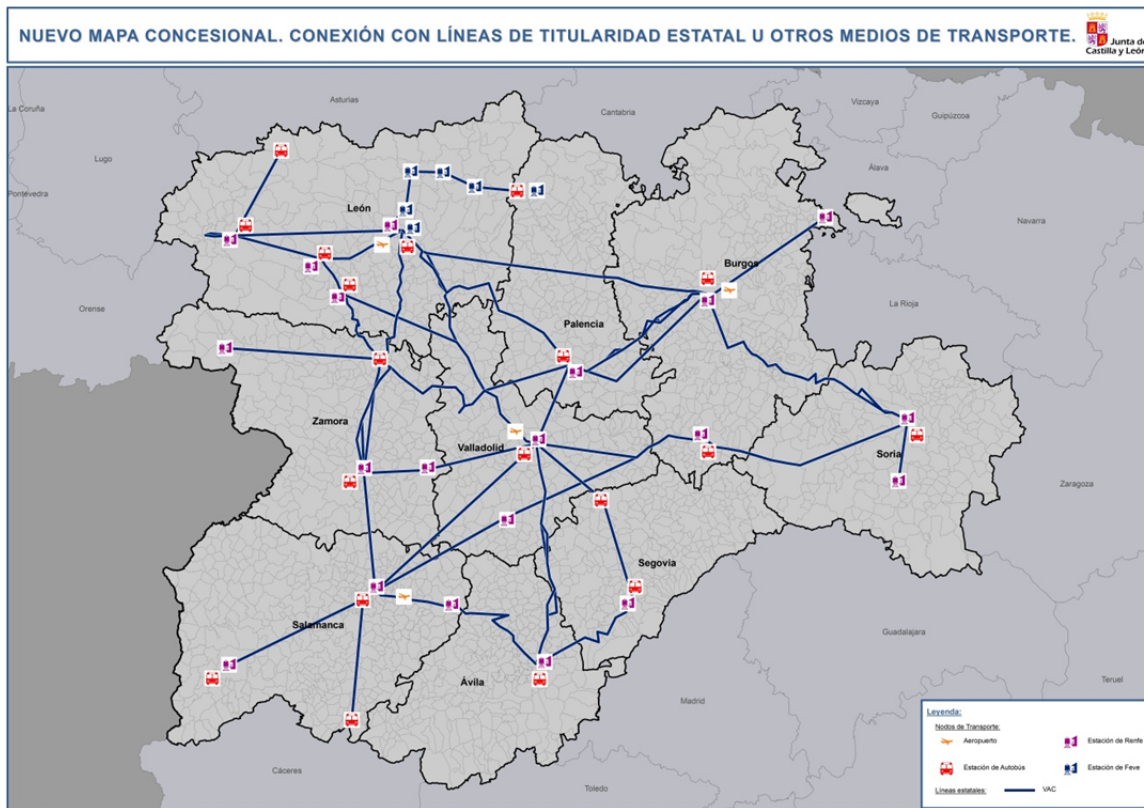 NUEVO MAPA CONCESIONAL. CONEXIÓN CON LÍNEAS DE TITULARIDAD ESTATAL U OTROS MEDIOS DE TRANSPORTE.
Junta de
Castilla y León
La Coruña
Asturias
Cantabria
Vizcaya
Guipúzcoa
Lugo
Álava
Pontevedra
León
Navarra
Burgos
Orense
La Rioja
Palencia
Zamora
Valladolid
Soria
Zaragoza
Segovia
Salamanca
Guadalajara
Ávila
Teruel
Madrid
Cáceres
Toledo
Leyenda:
Nodos de Transporte:
Aeropuerto
Estación de Renfe
Estación de Autobús
Estación de Feve
Líneas estatales:
VAC